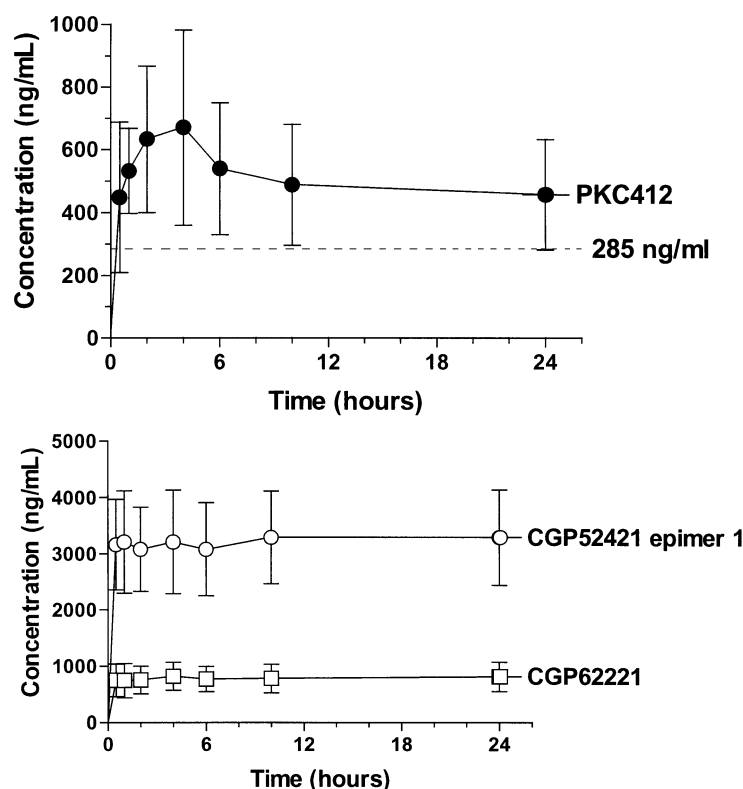 Concentration (ng/mL)
1000
800
600
400
200
0
PKC412
285 ng/ml
0
6
12
18
24
Time (hours)
Concentration (ng/mL)
5000
4000
3000
2000
1000
0
CGP52421 epimer 1
CGP62221
0
6
12
18
24
Time (hours)